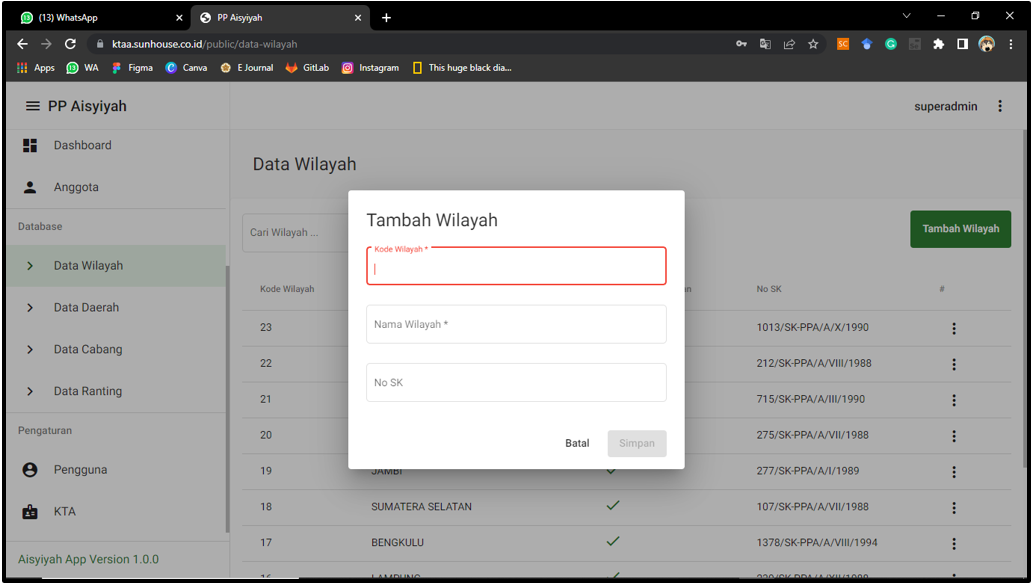 (13) WhatsApp
PP Aisyiyah
ktaa.sunhouse.co.id/public/data-wilayah
Apps
WA
Figma
Canva
E Journal
GitLab
Instagram
This huge black dia...
PP Aisyiyah
superadmin
Dashboard
Anggota
Database
Data Wilayah
Data Daerah
Data Cabang
Data Ranting
Pengaturan
Pengguna
KTA
Aisyiyah App Version 1.0.0
Data Wilayah
Cari Wilayah ...
Tambah Wilayah
Kode Wilayah
No SK
#
23
1013/SK-PPA/A/X/1990
22
212/SK-PPA/A/VIII/1988
21
715/SK-PPA/A/III/1990
20
275/SK-PPA/A/VII/1988
19
JAMBI
277/SK-PPA/A/I/1989
18
SUMATERA SELATAN
107/SK-PPA/A/VII/1988
17
BENGKULU
1378/SK-PPA/A/VIII/1994
16
LAMPUNG
Tambah Wilayah
Kode Wilayah *
Nama Wilayah *
No SK
Batal
Simpan